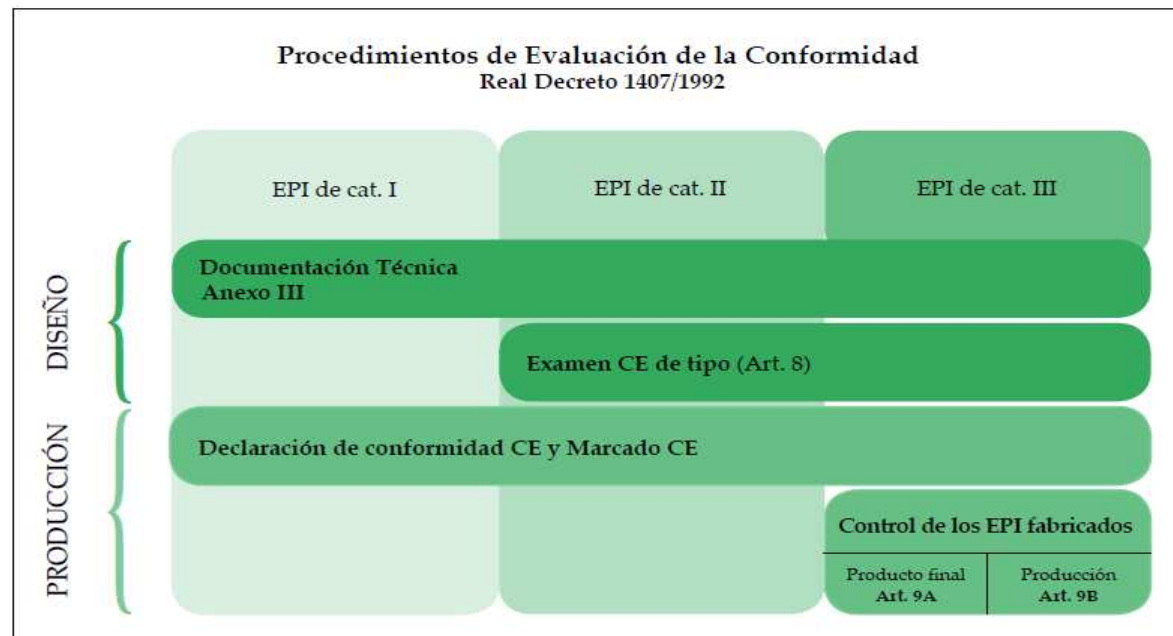 Procedimientos de Evaluación de la Conformidad
Real Decreto 1407/1992
EPI de cat. I
EPI de cat. II
EPI de cat. III
DISEÑO
Documentación Técnica
Anexo III
Examen CE de tipo (Art. 8)
PRODUCCIÓN
Declaración de conformidad CE y Marcado CE
Control de los EPI fabricados
Producto final
Art. 9A
Producción
Art. 9B